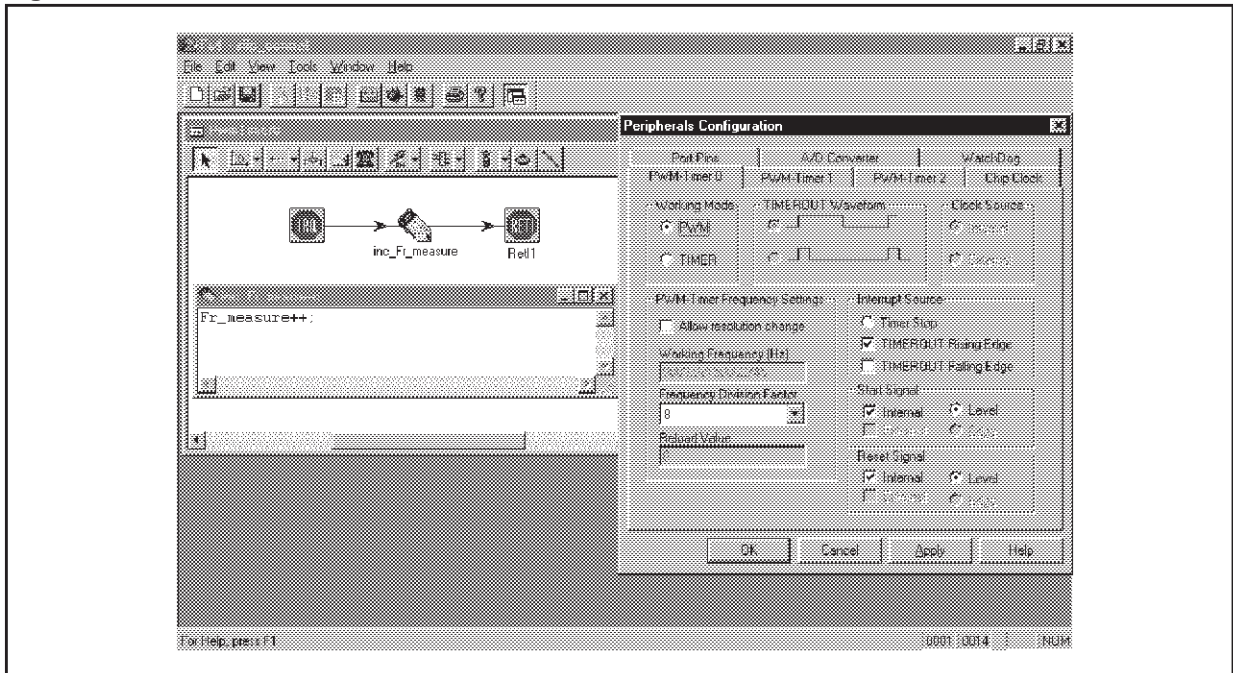 File Edit View Tools Window Help
inc_Fr_measure
RetI1
Fr_measure++;
Peripherals Configuration
Port Pins A/D Converter WatchDog
PWM-Timer 0 PWM-Timer 1 PWM-Timer 2 Chip Clock
Working Mode
PWM
TIMER
TIMEROUT Waveform
Clock Source
PWM-Timer Frequency Settings
Allow resolution change
Working Frequency (Hz)
Frequency Division Factor
8
Reload Value
Interrupt Source
Timer Stop
TIMEROUT Rising Edge
TIMEROUT Falling Edge
Start Signal
Internal Level
Reset Signal
Internal Level
OK Cancel Apply Help
For Help, press F1 0001 0014 NUM